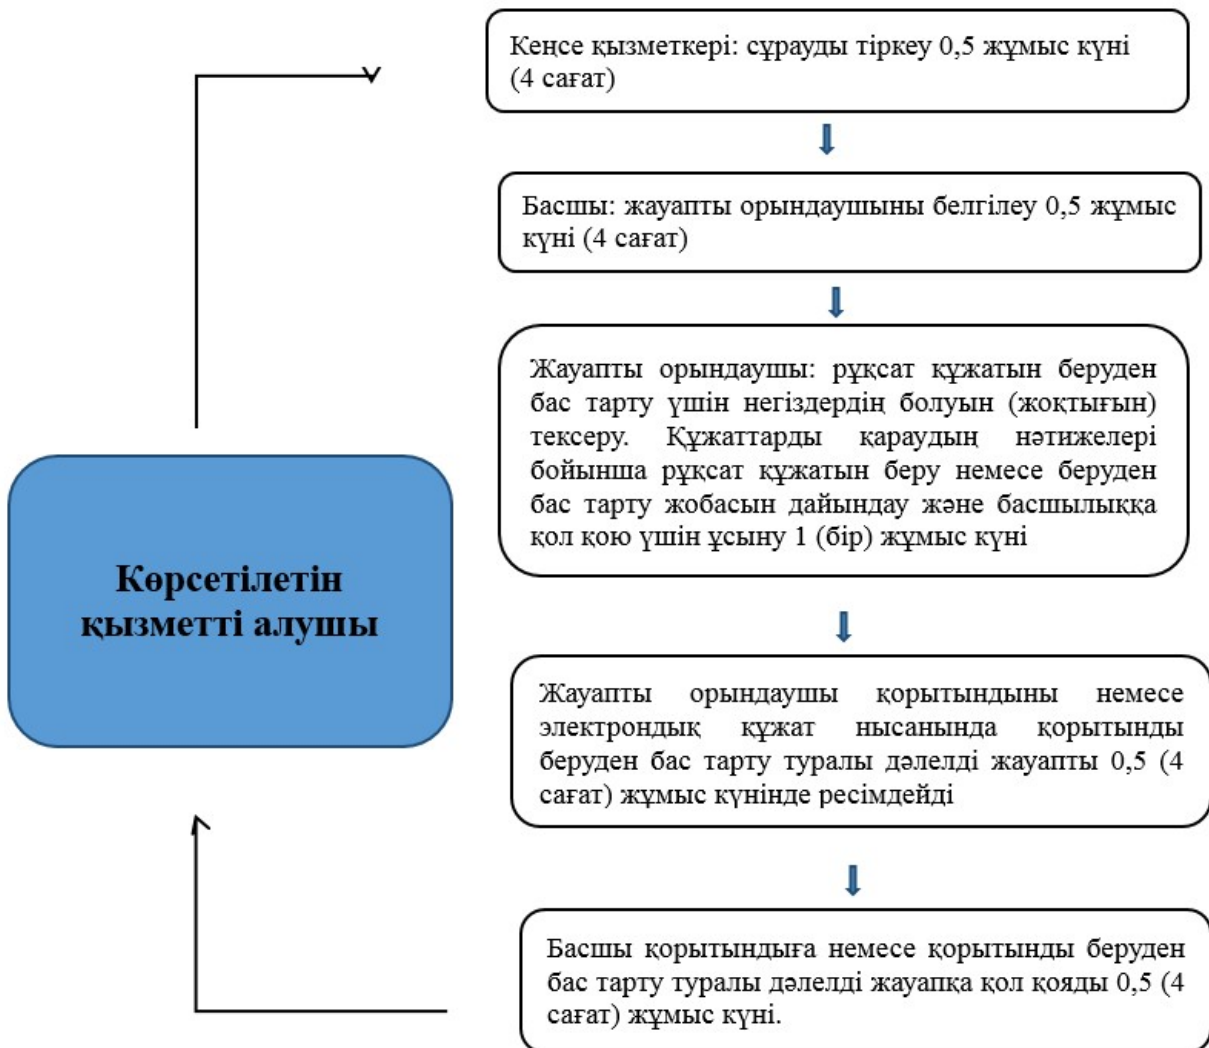 Кеңсе қызметкері: сұрауды тіркеу 0,5 жұмыс күні
(4 сағат)
Басшы: жауапты орындаушыны белгілеу 0,5 жұмыс
күні (4 сағат)
Жауапты орындаушы: рұқсат құжатын беруден
бас тарту үшін негіздердің болуын (жоқтығын)
тексеру. Құжаттарды қараудың нәтижелері
бойынша рұқсат құжатын беру немесе беруден
бас тарту жобасын дайындау және басшылыққа
қол қою үшін ұсыну 1 (бір) жұмыс күні
Көрсетілетін
қызметті алушы
Жауапты орындаушы қорытындыны немесе
электрондық құжат нысанында қорытынды
беруден бас тарту туралы дәлелді жауапты 0,5 (4
сағат) жұмыс күнінде ресімдейді
Басшы қорытындыға немесе қорытынды беруден
бас тарту туралы дәлелді жауапқа қол қояды 0,5 (4
сағат) жұмыс күні.